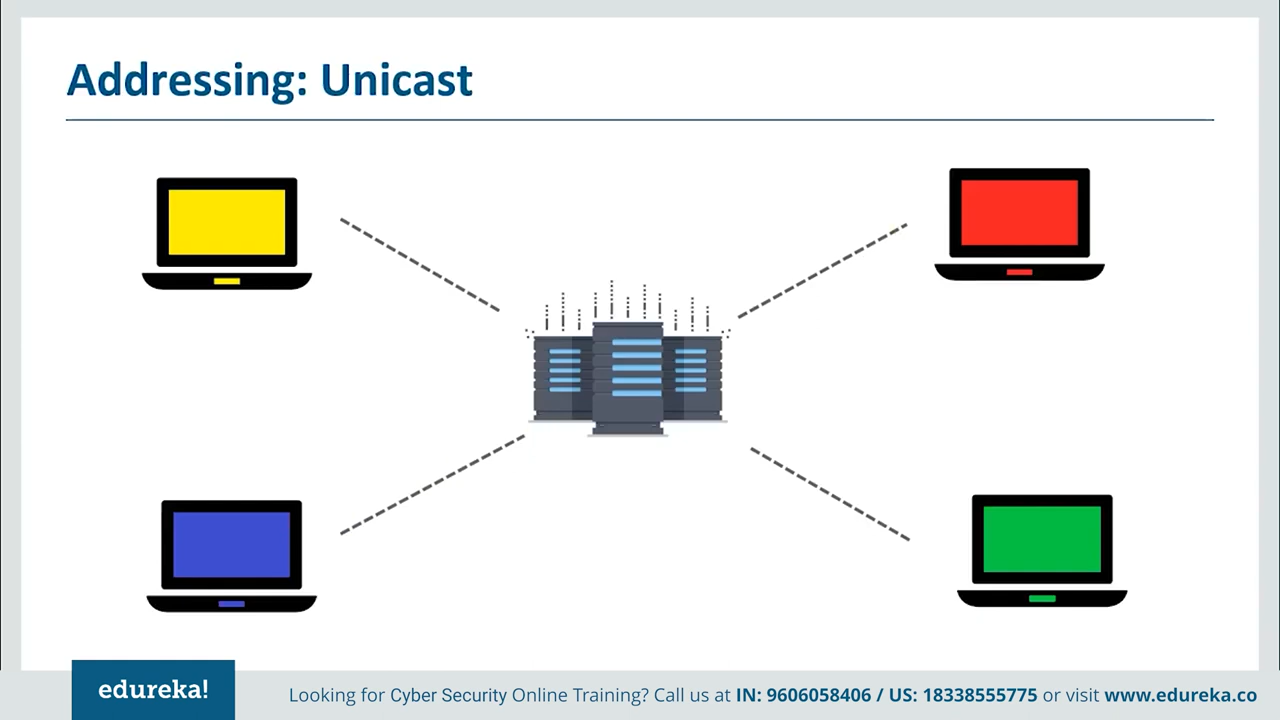 Addressing: Unicast
edureka!
Looking for Cyber Security Online Training? Call us at IN: 9606058406 / US: 18338555775 or visit www.edureka.co